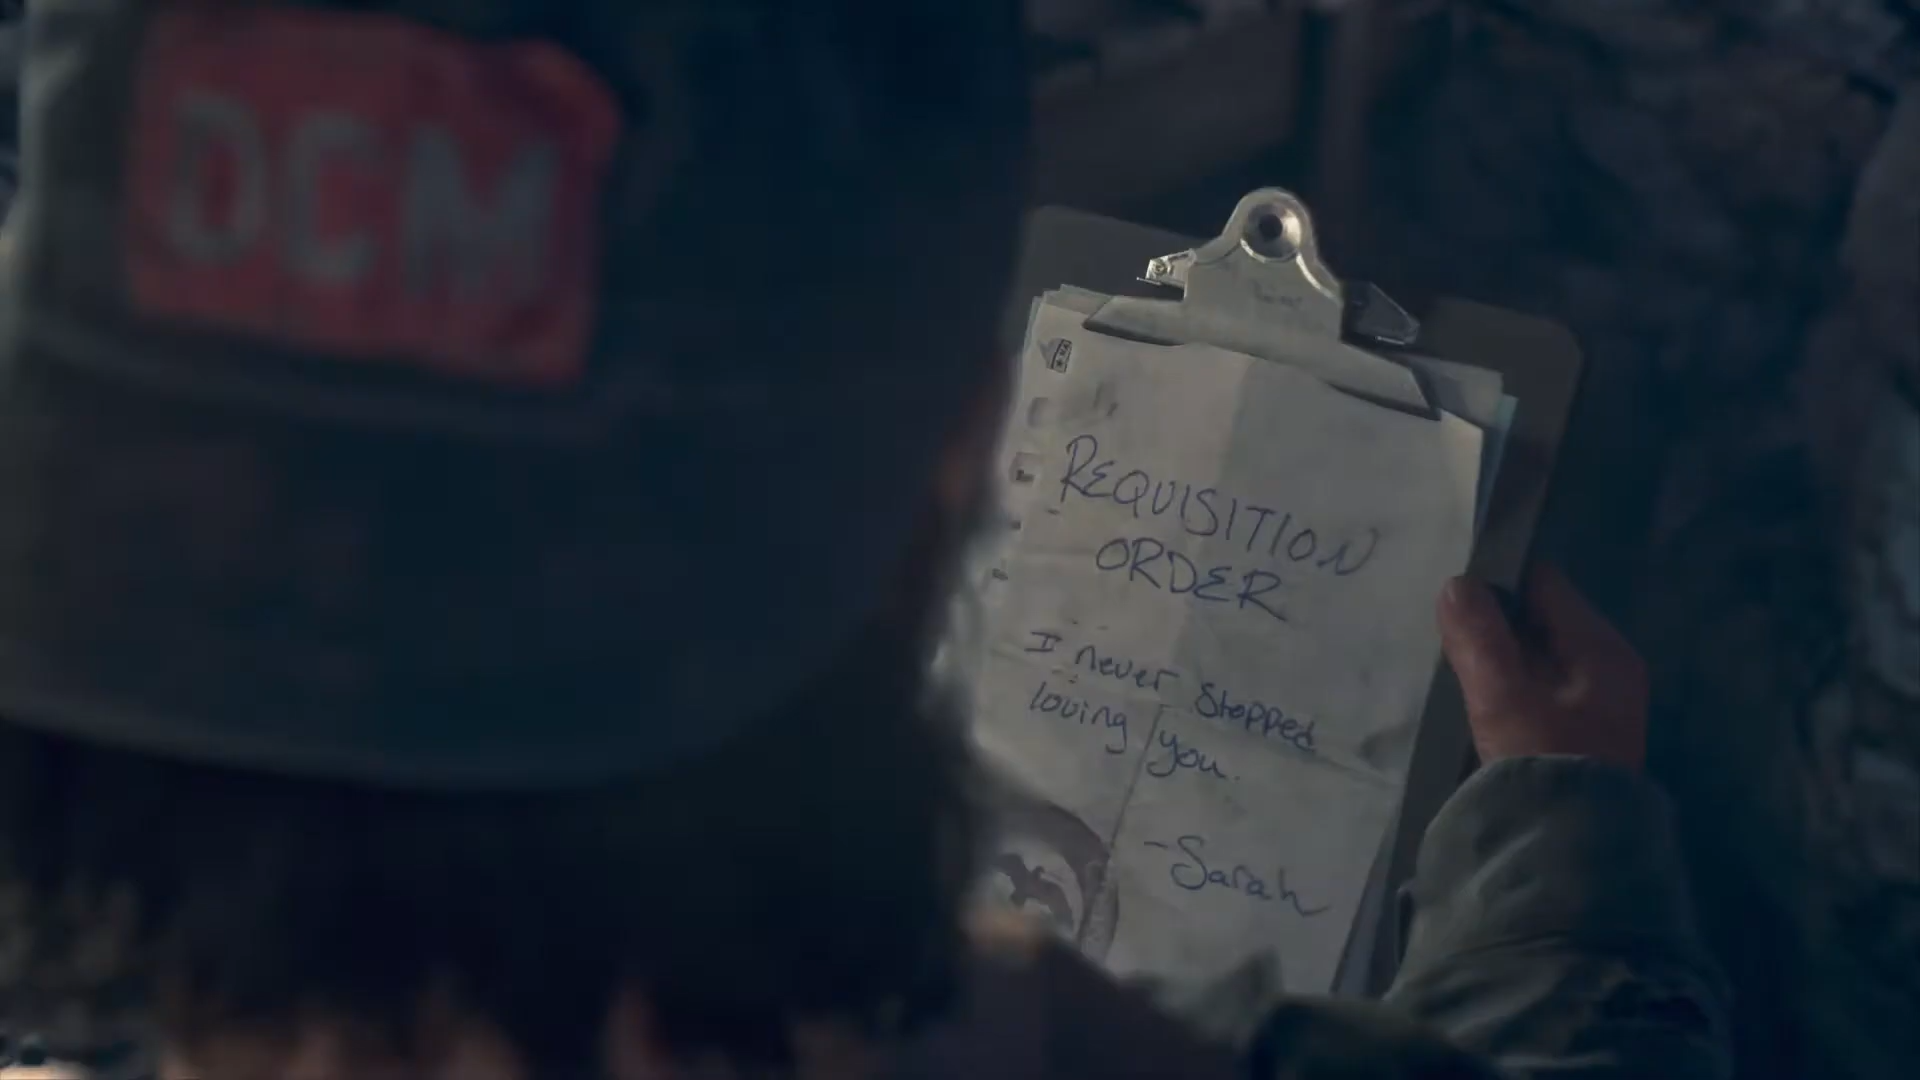 DCM
REQUISITION
ORDER
I never stopped
loving you.
-Sarah